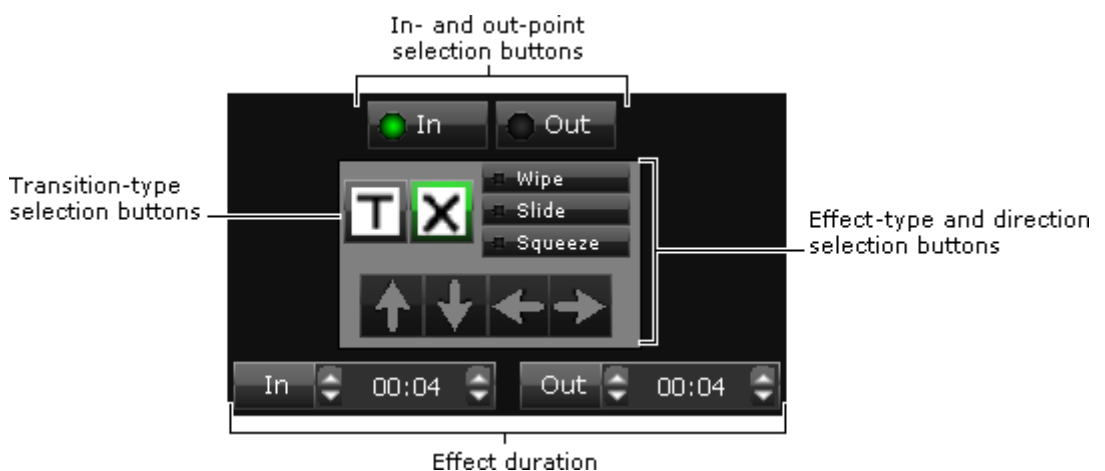 In- and out-point
selection buttons
In
Out
Transition-type
selection buttons
T
X
Wipe
Slide
Squeeze
Effect-type and direction
selection buttons
In
00:04
Out
00:04
Effect duration